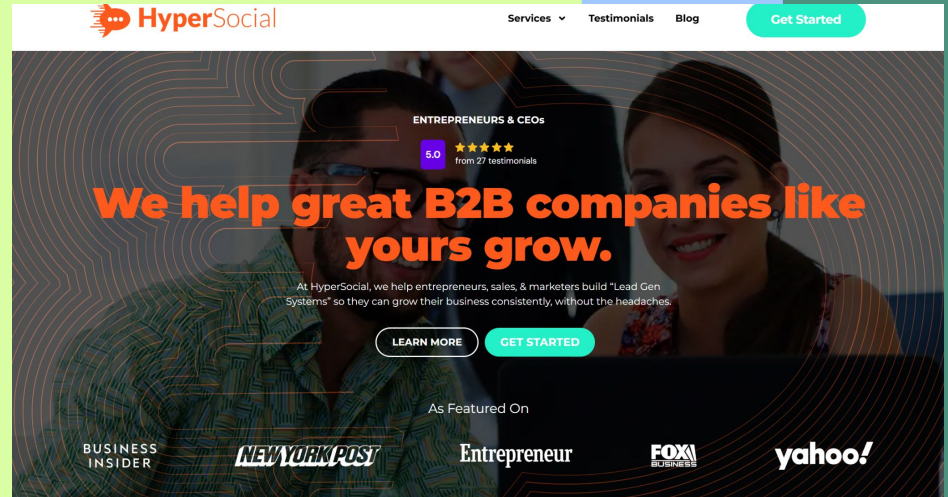 HyperSocial
Services
Testimonials
Blog
Get Started
ENTREPRENEURS & CEOs
5.0
from 27 testimonials
We help great B2B companies like
yours grow.
At HyperSocial, we help entrepreneurs, sales, & marketers build “Lead Gen
Systems” so they can grow their business consistently, without the headaches.
LEARN MORE
GET STARTED
As Featured On
BUSINESS
INSIDER
NEW YORK POST
Entrepreneur
FOX
BUSINESS
yahoo!